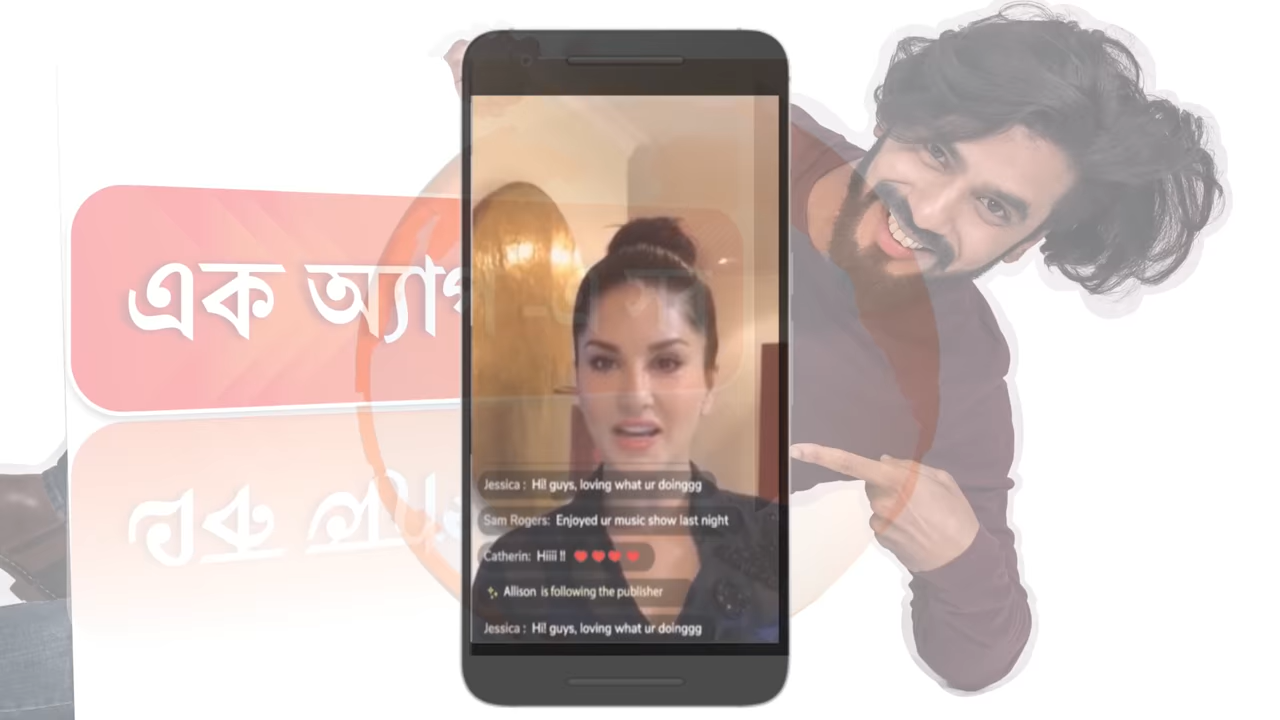 এক অ্যাপ
Jessica : Hi! guys, loving what ur doinggg
Sam Rogers: Enjoyed ur music show last night
Catherin: Hiiii !! ❤❤❤❤
✨ Allison is following the publisher
Jessica : Hi! guys, loving what ur doinggg